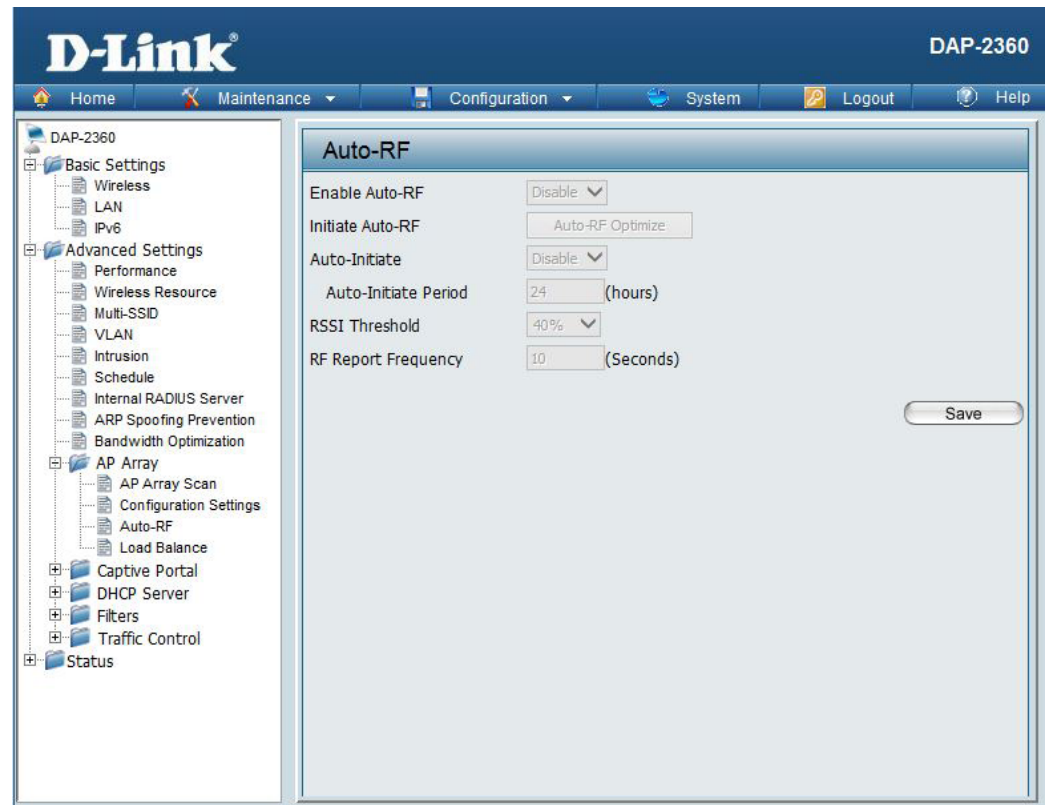 D-Link®
DAP-2360
Home Maintenance Configuration System Logout Help
DAP-2360
Basic Settings
Wireless
LAN
IPv6
Advanced Settings
Performance
Wireless Resource
Multi-SSID
VLAN
Intrusion
Schedule
Internal RADIUS Server
ARP Spoofing Prevention
Bandwidth Optimization
AP Array
AP Array Scan
Configuration Settings
Auto-RF
Load Balance
Captive Portal
DHCP Server
Filters
Traffic Control
Status
Auto-RF
Enable Auto-RF Disable
Initiate Auto-RF Auto-RF Optimize
Auto-Initiate Disable
Auto-Initiate Period 24 (hours)
RSSI Threshold 40%
RF Report Frequency 10 (Seconds)
Save